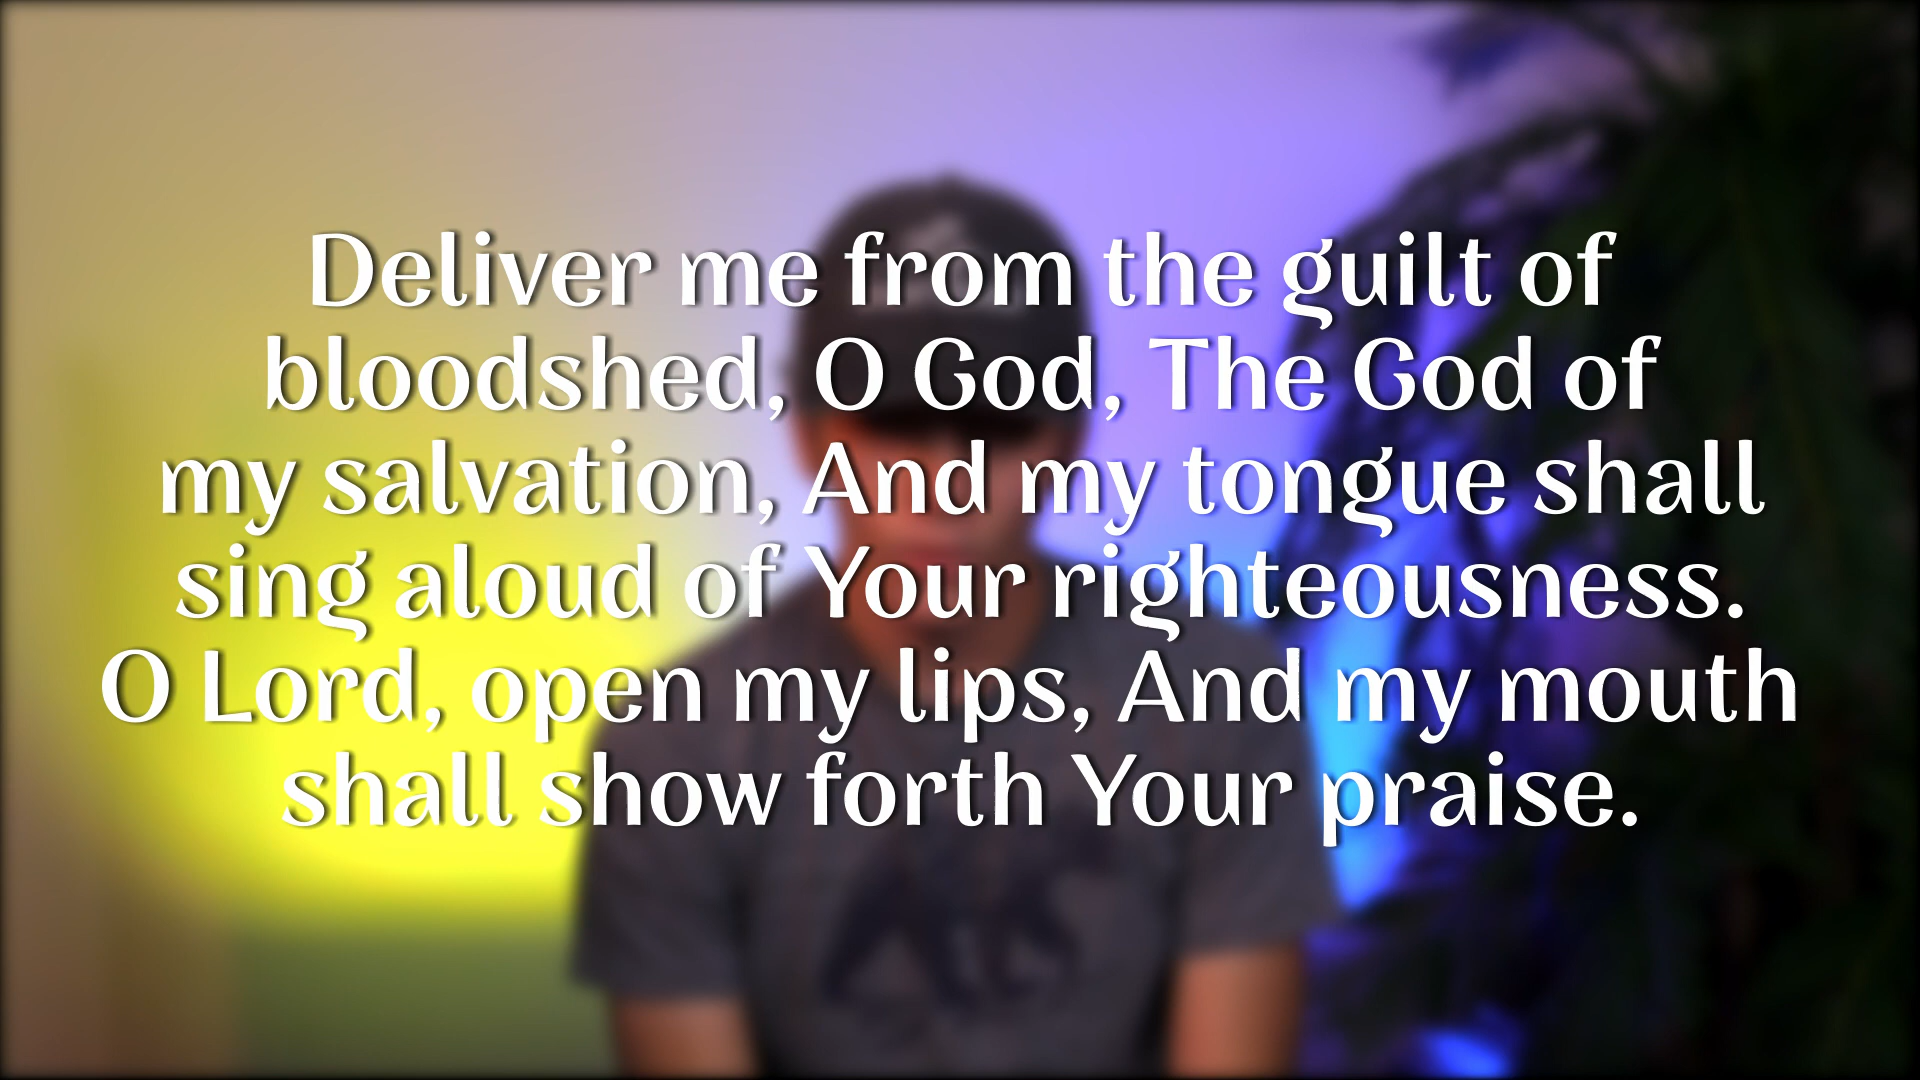 Deliver me from the guilt of
bloodshed, O God, The God of
my salvation, And my tongue shall
sing aloud of Your righteousness.
O Lord, open my lips, And my mouth
shall show forth Your praise.